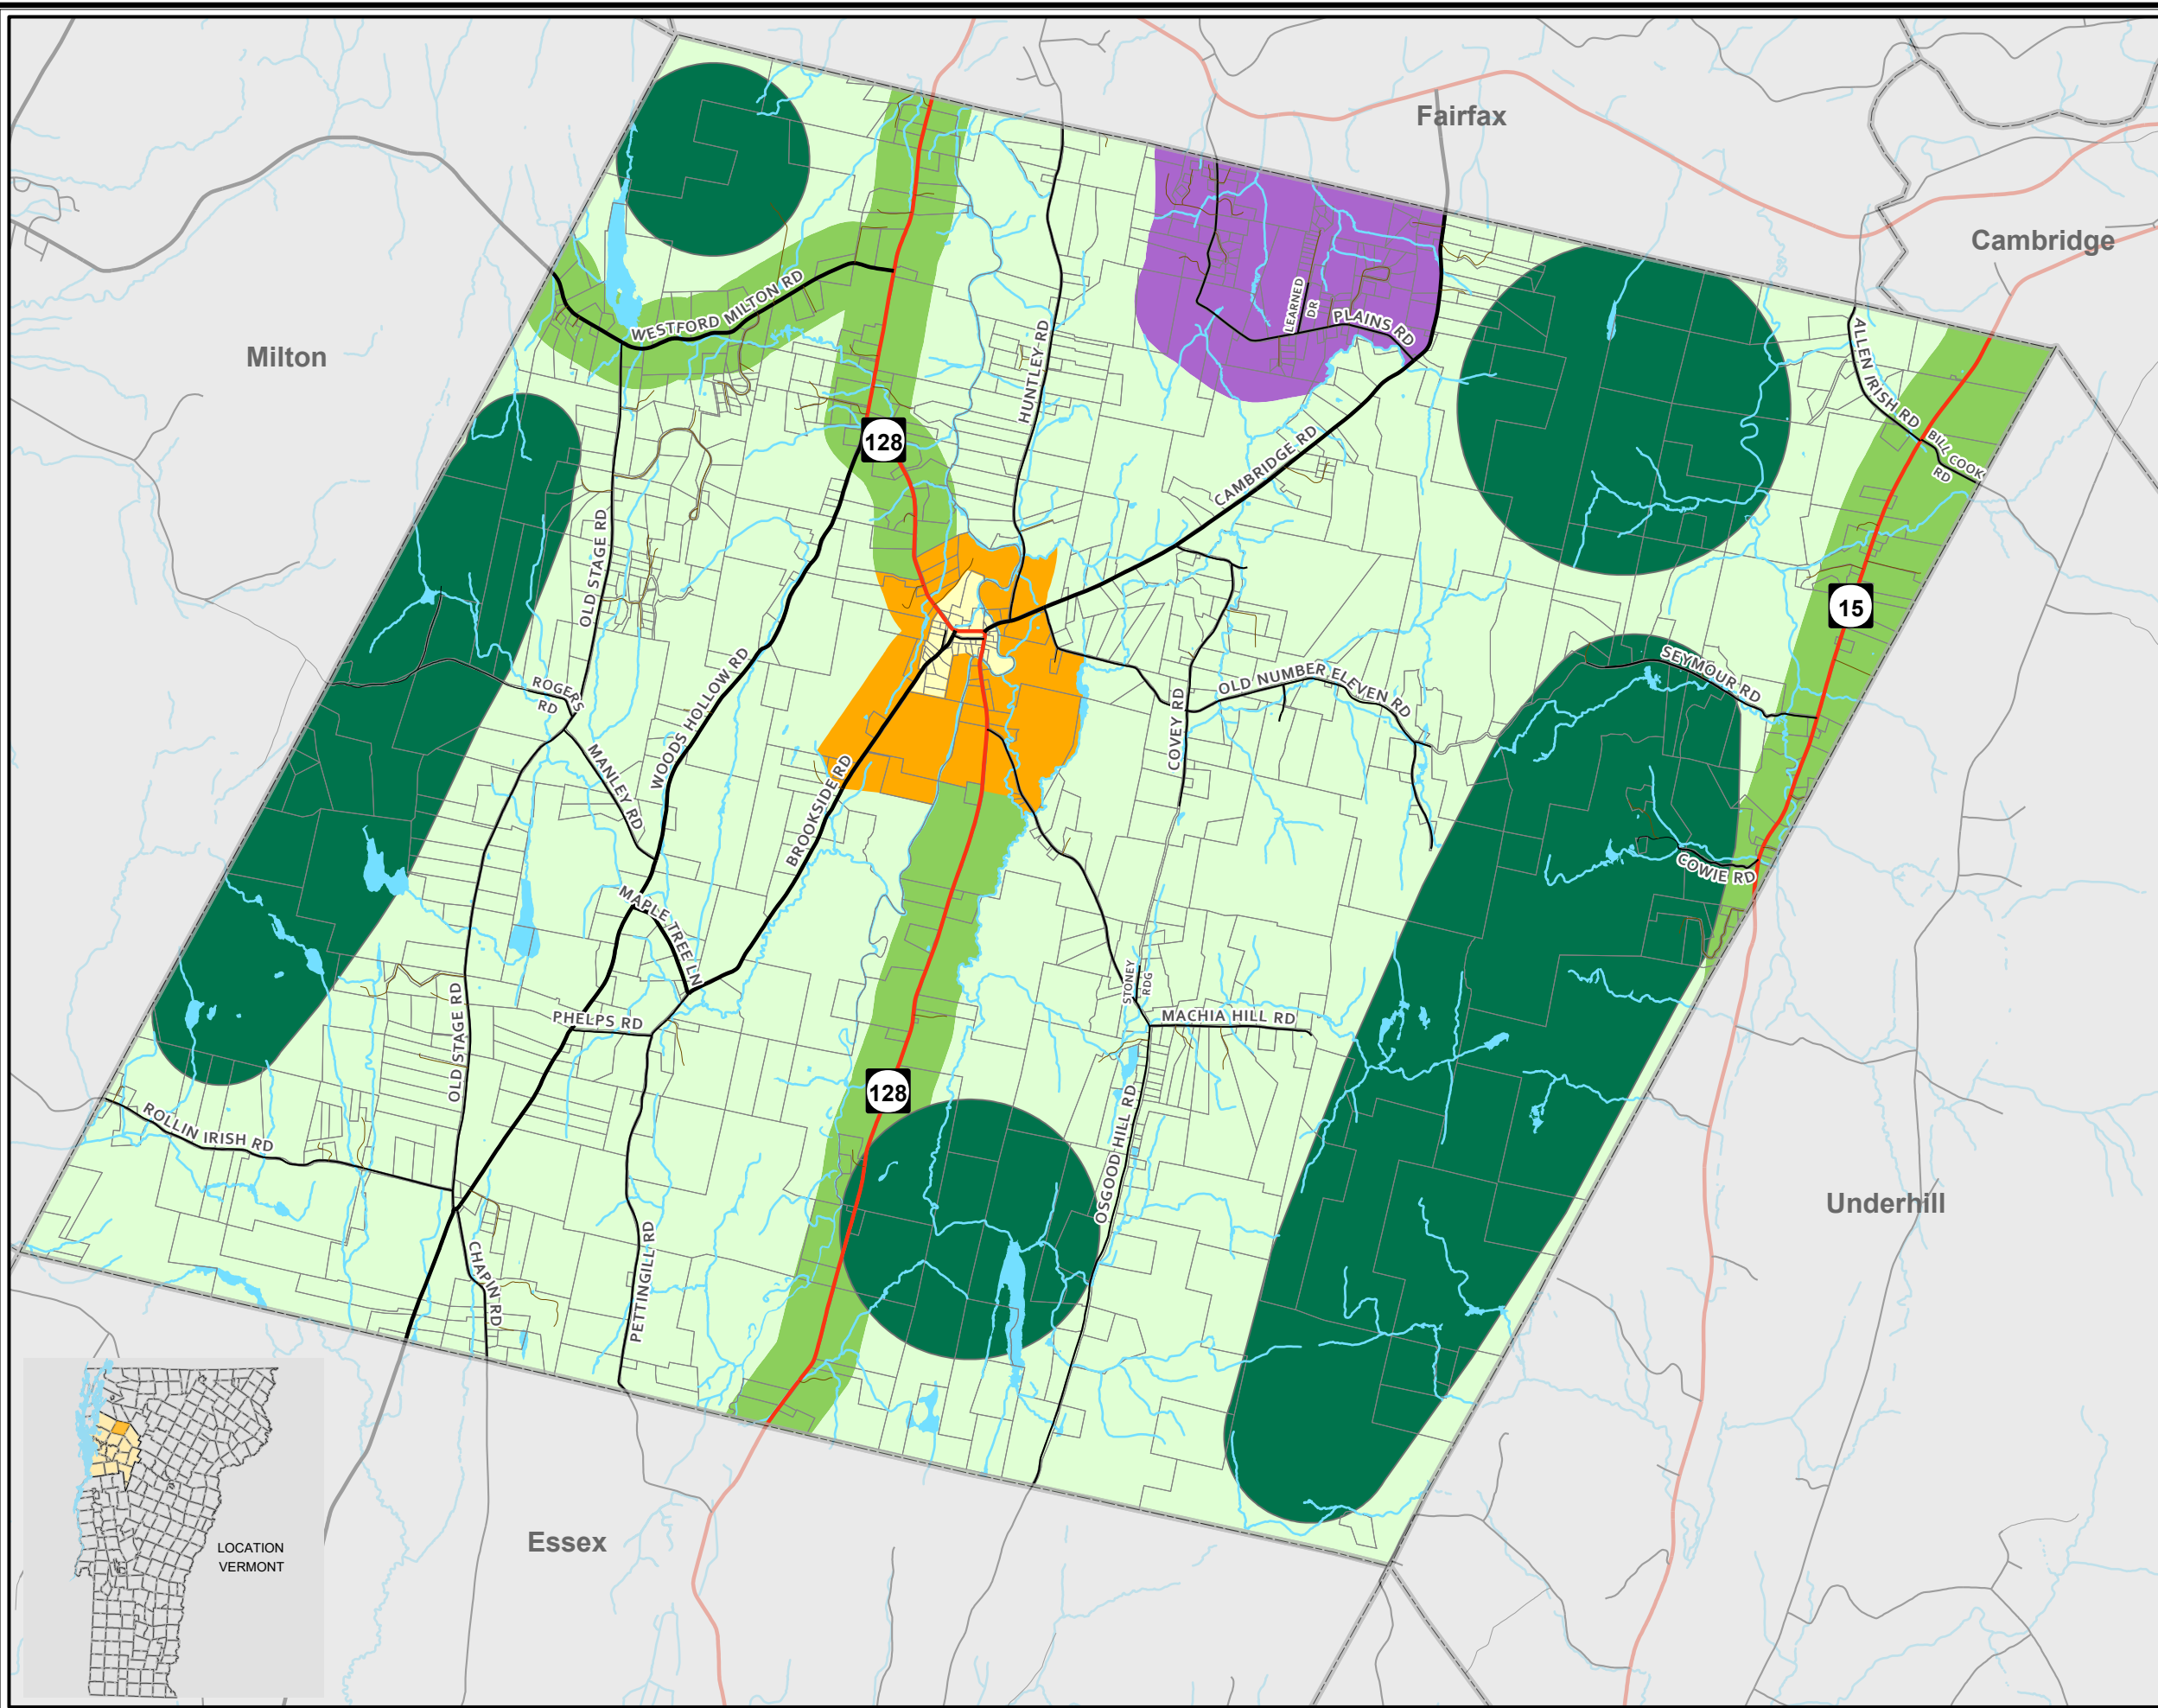 Fairfax
Cambridge
Milton
WESTFORD MILTON RD
HUNTLEY RD
LEARNED
DR
PLAINS RD
ALLEN IRISH RD
BILL COOK
RD
128
CAMBRIDGE RD
OLD STAGE RD
15
ROGERS
RD
WOODS HOLLOW RD
MANLEY RD
COVEY RD
OLD NUMBER ELEVEN RD
SEYMOUR RD
BROOKSIDE RD
COWIE RD
MAPLE TREE LN
STONEY
RDG
OLD STAGE RD
PHELPS RD
MACHIA HILL RD
128
ROLLIN IRISH RD
OSGOOD HILL RD
Underhill
CHAPIN RD
PETTINGILL RD
Essex
LOCATION
VERMONT